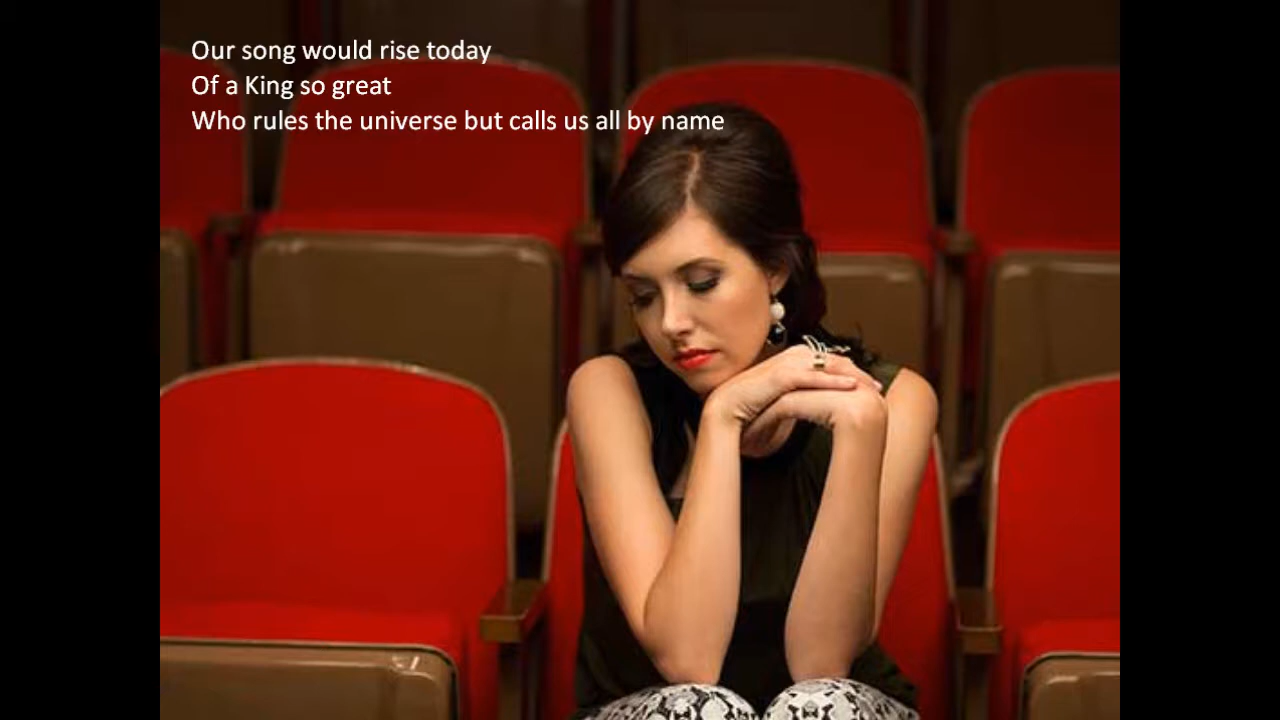 Our song would rise today
Of a King so great
Who rules the universe but calls us all by name